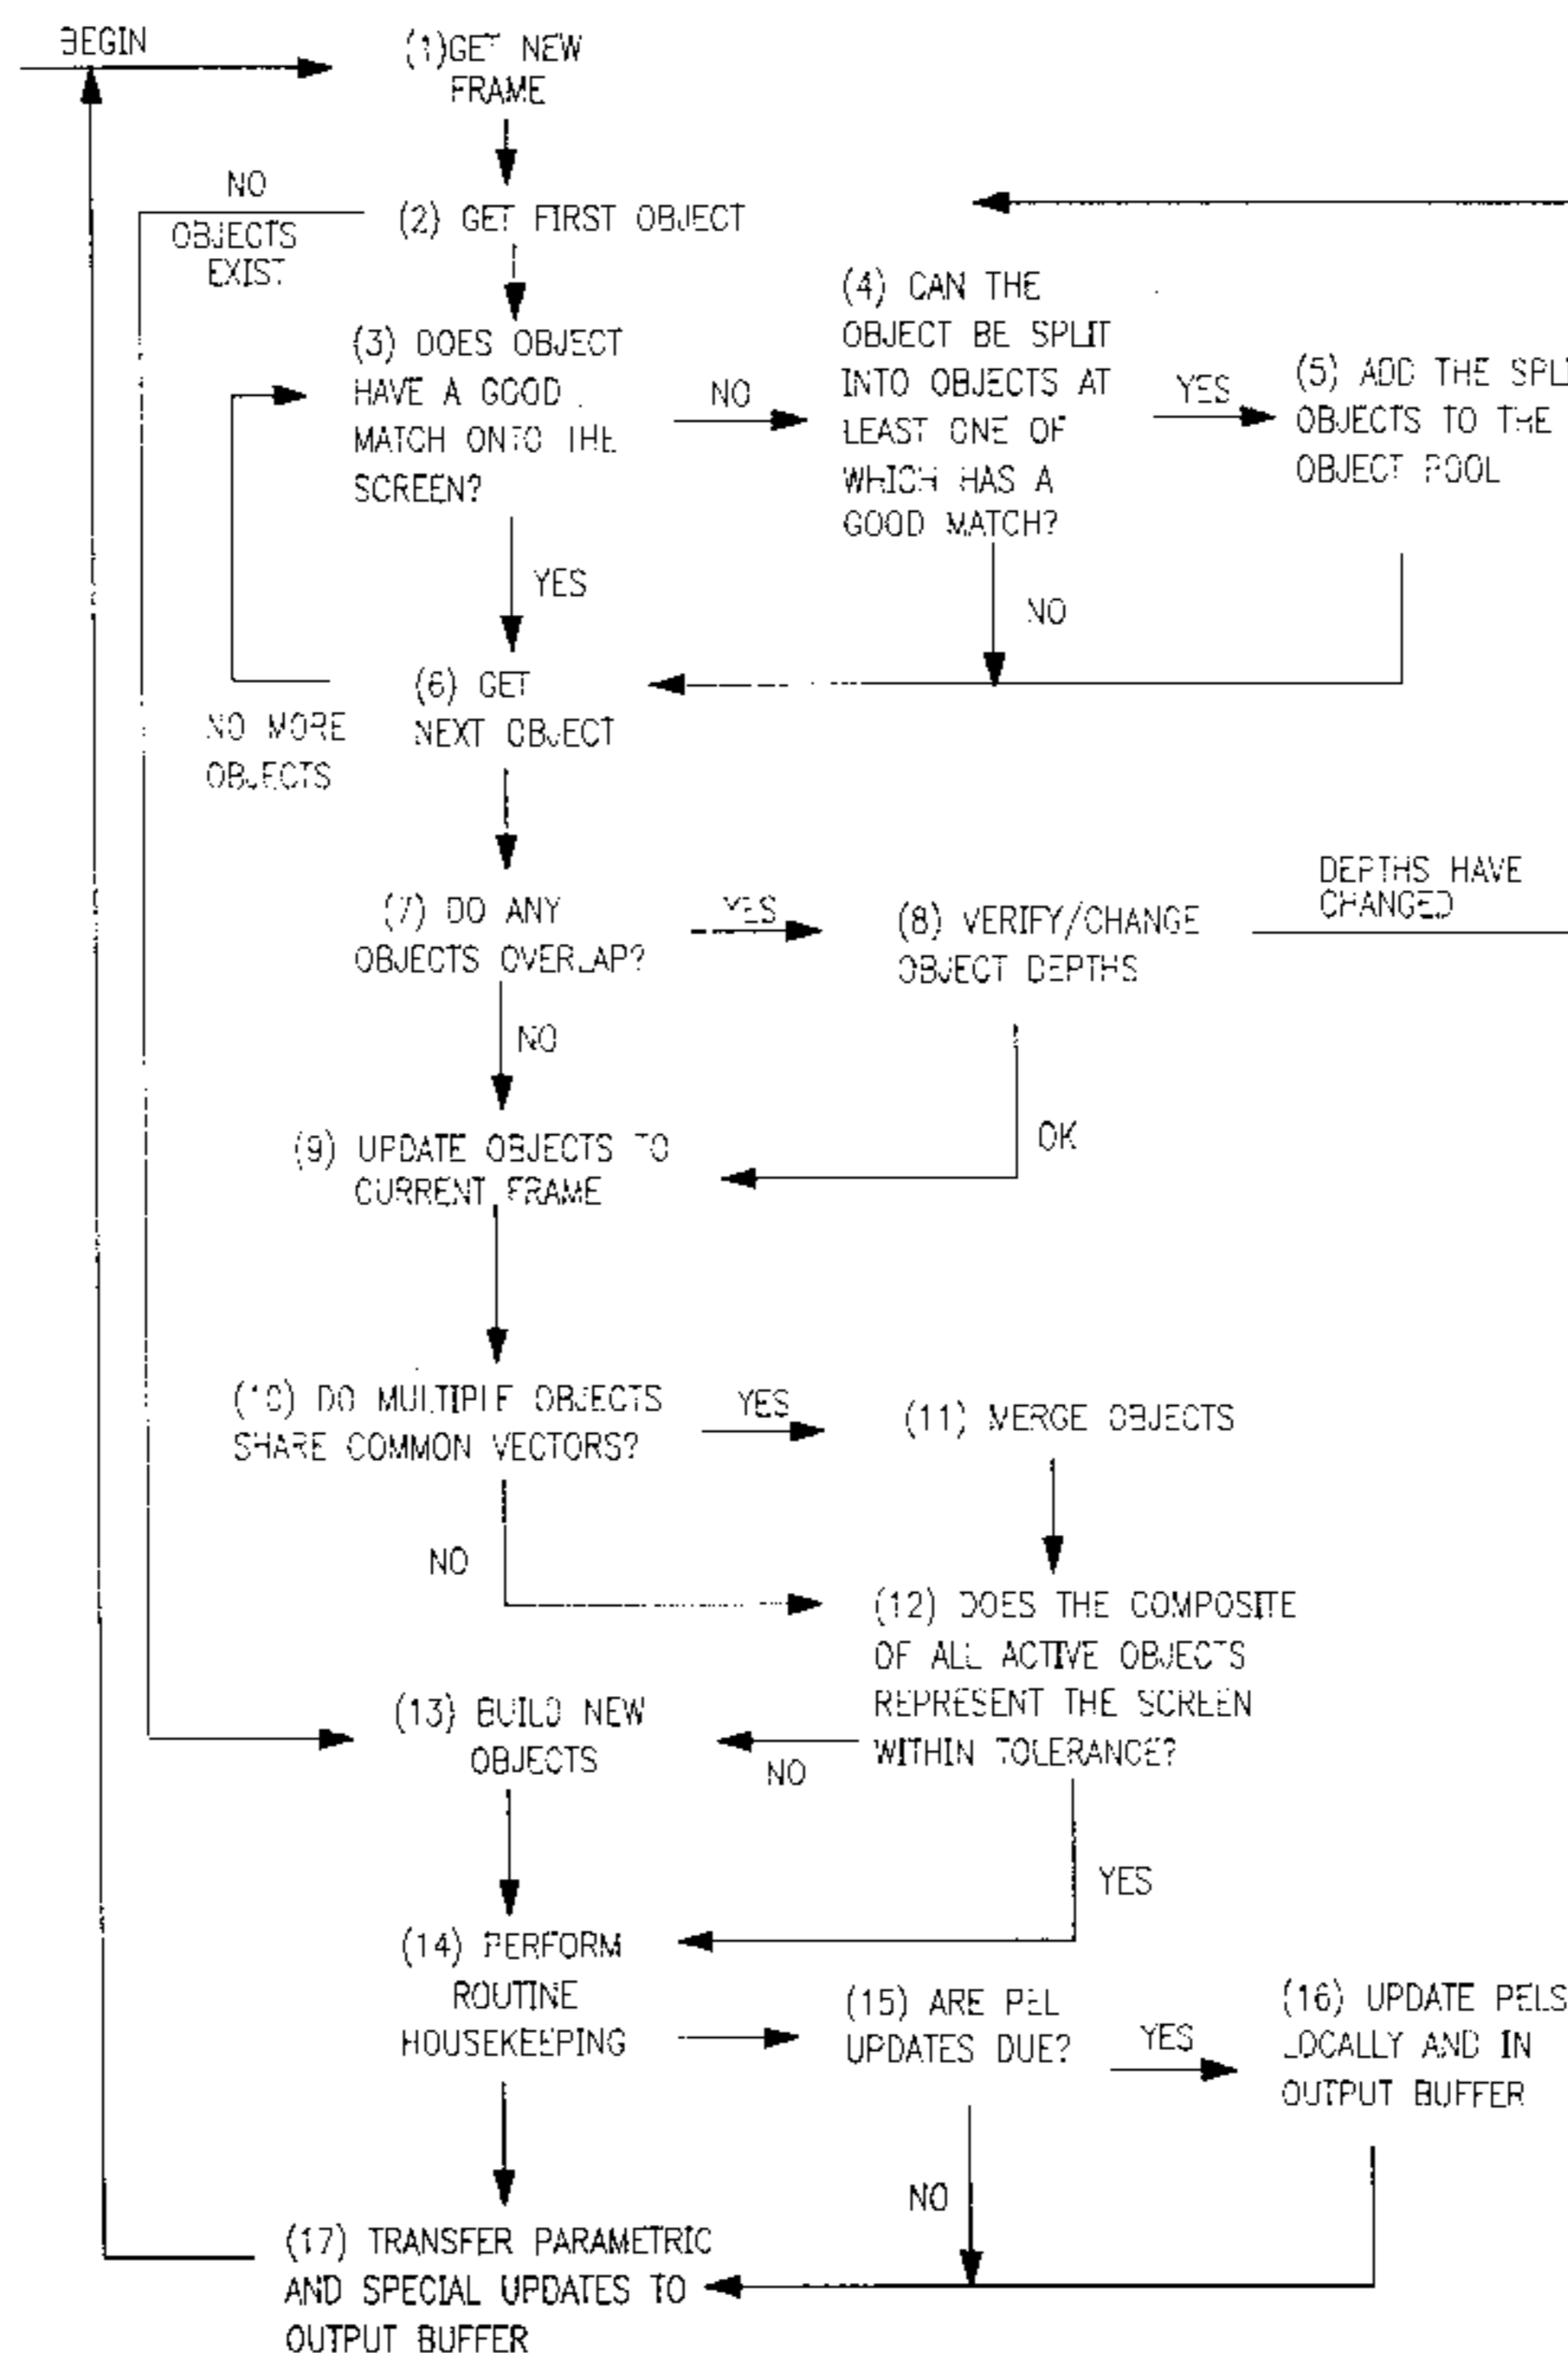 BEGIN
(1)GET NEW
FRAME
NO
OBJECTS
EXIST
(2) GET FIRST OBJECT
(3) DOES OBJECT
HAVE A GOOD
MATCH ONTO THE
SCREEN?
NO
(4) CAN THE
OBJECT BE SPLIT
INTO OBJECTS AT
LEAST ONE OF
WHICH HAS A
GOOD MATCH?
YES
(5) ADD THE SPLI
OBJECTS TO THE
OBJECT POOL
YES
NO
(6) GET
NEXT OBJECT
NO MORE
OBJECTS
(7) DO ANY
OBJECTS OVERLAP?
YES
(8) VERIFY/CHANGE
OBJECT DEPTHS
DEPTHS HAVE
CHANGED
NO
OK
(9) UPDATE OBJECTS TO
CURRENT FRAME
(10) DO MULTIPLE OBJECTS
SHARE COMMON VECTORS?
YES
(11) MERGE OBJECTS
NO
(12) DOES THE COMPOSITE
OF ALL ACTIVE OBJECTS
REPRESENT THE SCREEN
WITHIN TOLERANCE?
(13) BUILD NEW
OBJECTS
NO
YES
(14) PERFORM
ROUTINE
HOUSEKEEPING
(15) ARE PEL
UPDATES DUE?
YES
(16) UPDATE PELS
LOCALLY AND IN
OUTPUT BUFFER
NO
(17) TRANSFER PARAMETRIC
AND SPECIAL UPDATES TO
OUTPUT BUFFER